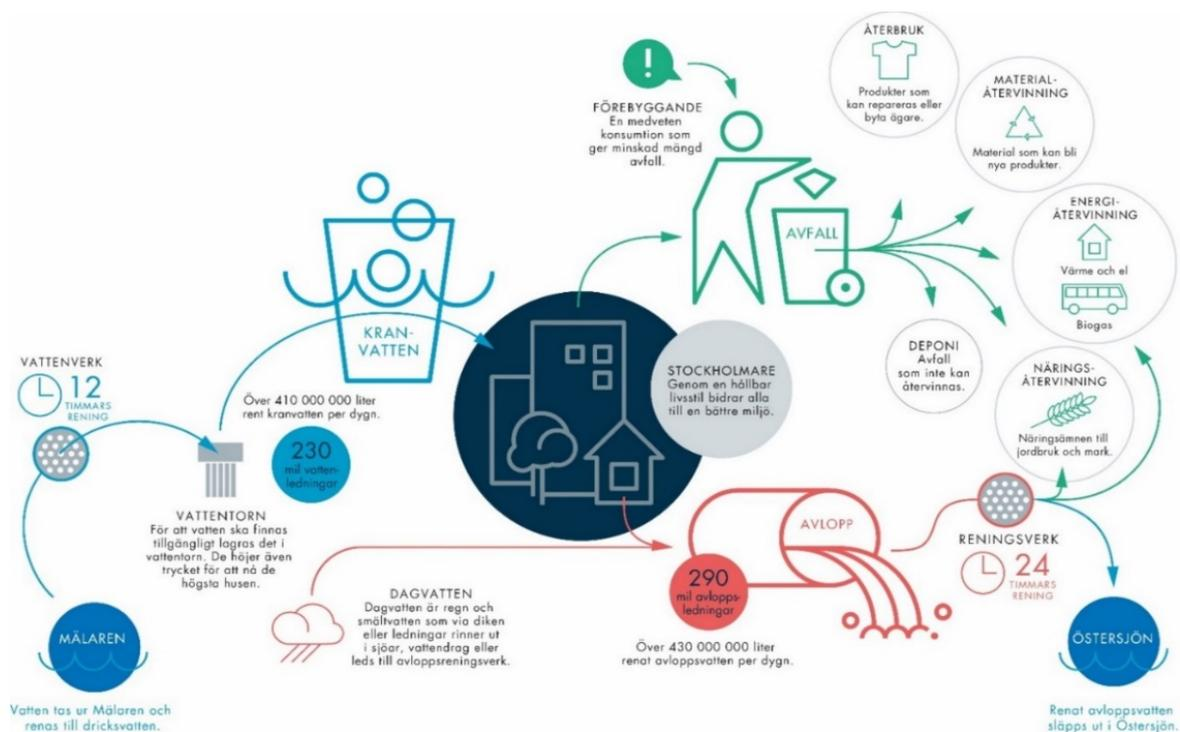 FÖREBYGGANDE
En medveten
konsumtion som
ger minskad mängd
avfall.
ÅTERBRUK
Produkter som
kan repareras eller
byta ägare.
MATERIAL-
ÅTERVINNING
Material som kan bli
nya produkter.
ENERGI-
ÅTERVINNING
Värme och el
Biogas
AVFALL
DEPONI
Avfall
som inte kan
återvinnas.
NÄRINGS-
ÅTERVINNING
Näringsämnen till
jordbruk och mark.
KRAN-
VATTEN
Över 410 000 000 liter
rent kranvatten per dygn.
230
mil vatten-
ledningar
STOCKHOLMARE
Genom en hållbar
livsstil bidrar alla
till en bättre miljö.
VATTENVERK
12
TIMMARS
RENING
VATTENTORN
För att vatten ska finnas
tillgängligt lagras det i
vattentorn. De höjer även
trycket för att nå de
högsta husen.
MÄLAREN
Vatten tas ur Mälaren och
renas till dricksvatten.
DAGVATTEN
Dagvatten är regn och
smältvatten som via diken
eller ledningar rinner ut
i sjöar, vattendrag eller
leds till avloppsreningsverk.
AVLOPP
290
mil avlopps-
ledningar
Över 430 000 000 liter
renat avloppsvatten per dygn.
RENINGSVERK
24
TIMMARS
RENING
ÖSTERSJÖN
Renat avloppsvatten
släpps ut i Östersjön.